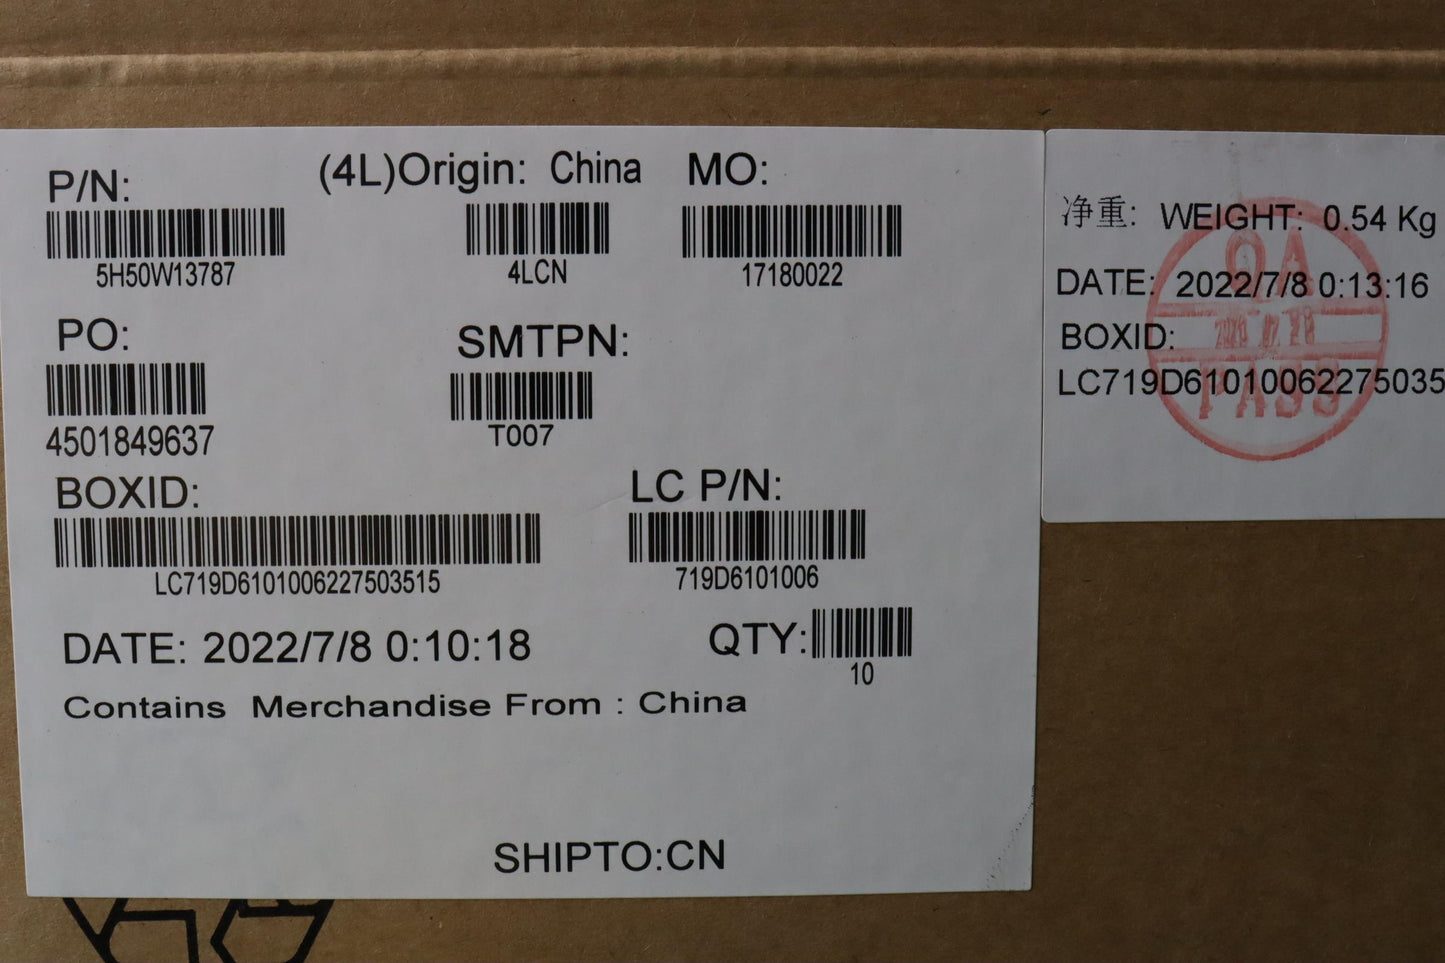 P/N: (4L)Origin: China MO:
5H50W13787 4LCN 17180022
PO: SMTPN:
4501849637 T007
BOXID: LC P/N:
LC719D6101006227503515 719D6101006
DATE: 2022/7/8 0:10:18 QTY:
10
Contains Merchandise From : China
SHIPTO:CN
净重: WEIGHT: 0.54 Kg
DATE: 2022/7/8 0:13:16
BOXID:
LC719D61010062275035
QA
PASS